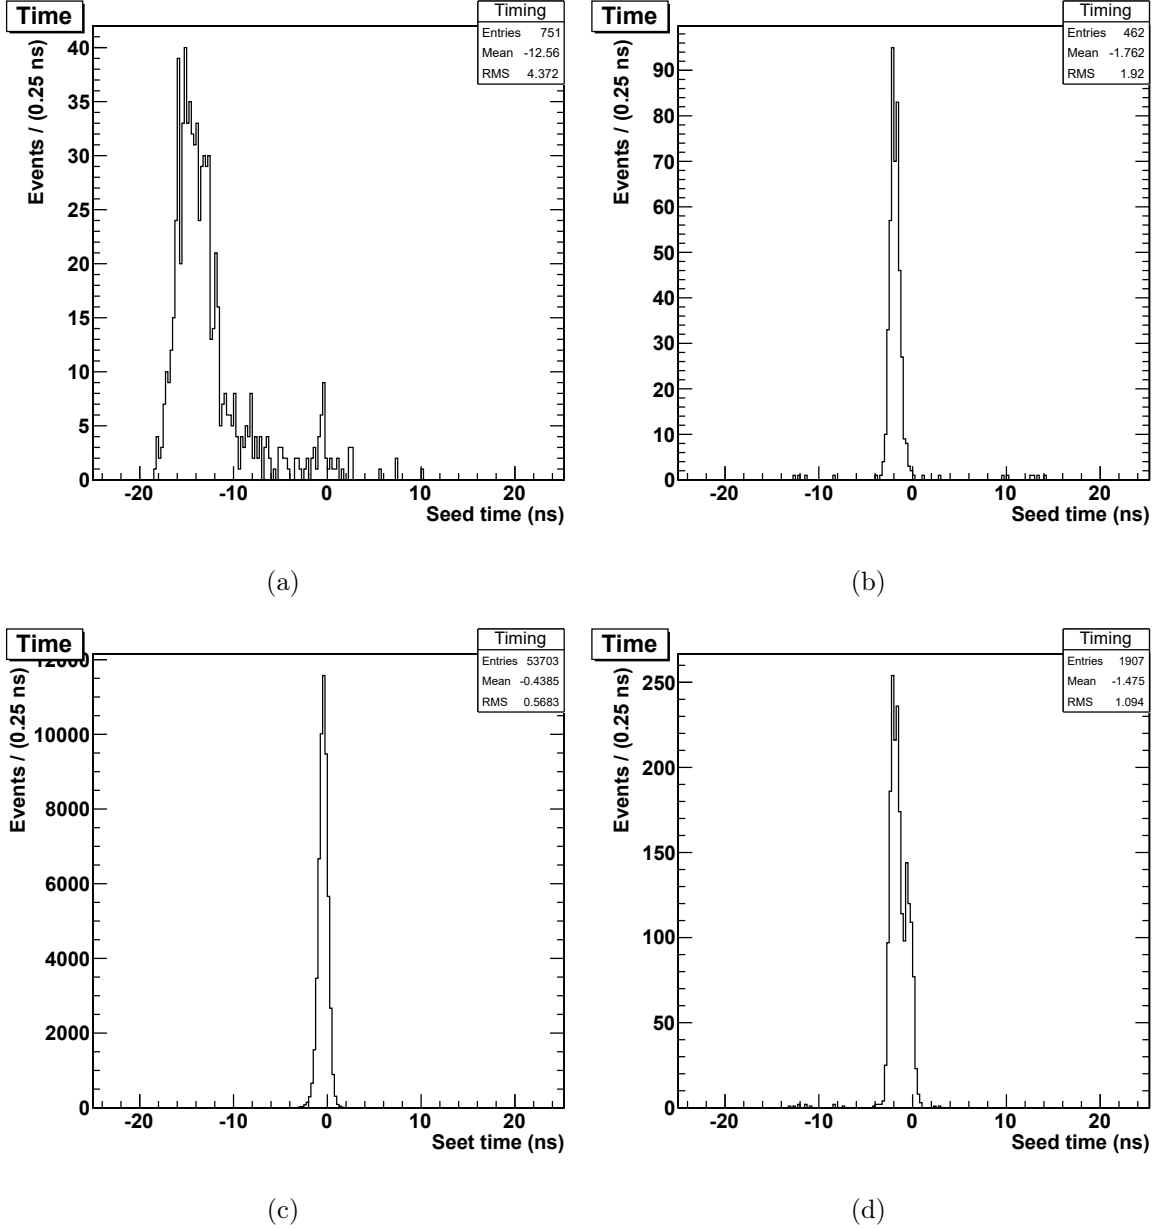 Time
Timing
Entries 751
Mean -12.56
RMS 4.372
Events / (0.25 ns)
40
35
30
25
20
15
10
5
0
-20 -10 0 10 20
Seed time (ns)
(a)
Time
Timing
Entries 462
Mean -1.762
RMS 1.92
Events / (0.25 ns)
90
80
70
60
50
40
30
20
10
0
-20 -10 0 10 20
Seed time (ns)
(b)
Time
Timing
Entries 53703
Mean -0.4385
RMS 0.5683
Events / (0.25 ns)
12000
10000
8000
6000
4000
2000
0
-20 -10 0 10 20
Seet time (ns)
(c)
Time
Timing
Entries 1907
Mean -1.475
RMS 1.094
Events / (0.25 ns)
250
200
150
100
50
0
-20 -10 0 10 20
Seed time (ns)
(d)